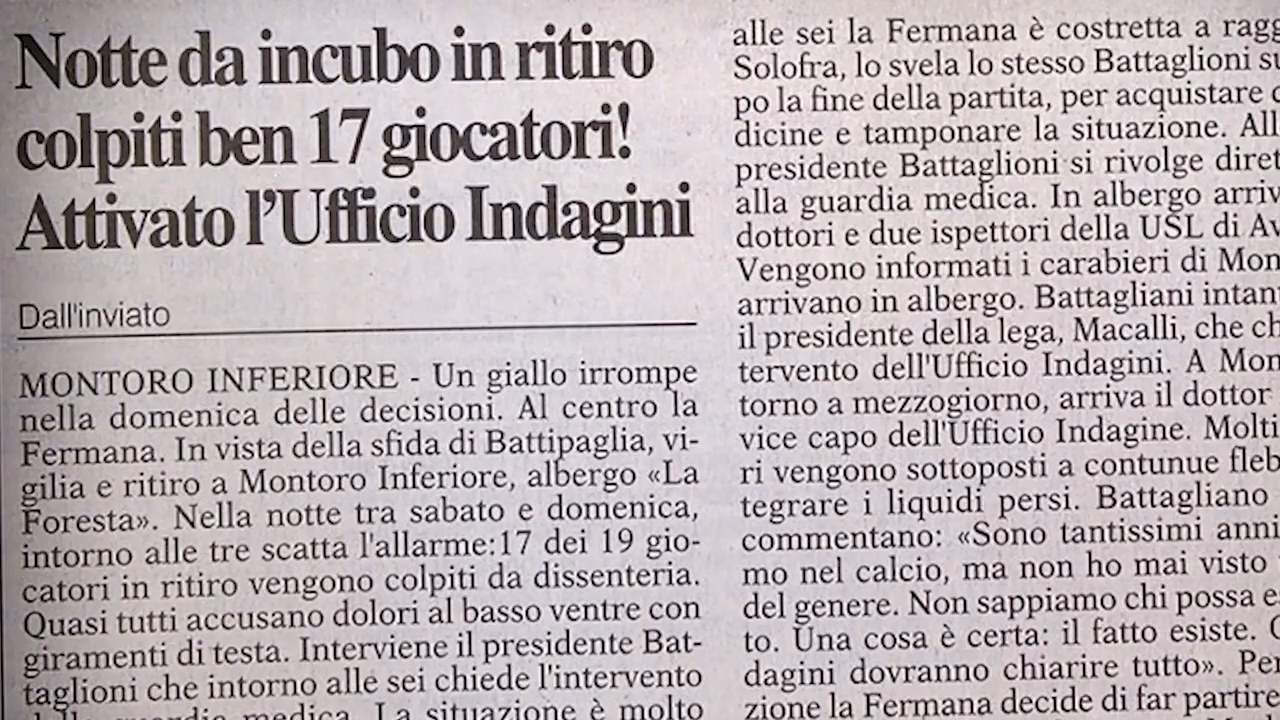 Notte da incubo in ritiro
colpiti ben 17 giocatori!
Attivato l'Ufficio Indagini
Dall'inviato
MONTORO INFERIORE - Un giallo irrompe
nella domenica delle decisioni. Al centro la
Fermana. In vista della sfida di Battipaglia, vi-
gilia e ritiro a Montoro Inferiore, albergo «La
Foresta». Nella notte tra sabato e domenica,
intorno alle tre scatta l'allarme:17 dei 19 gio-
catori in ritiro vengono colpiti da dissenteria.
Quasi tutti accusano dolori al basso ventre con
giramenti di testa. Interviene il presidente Bat-
taglioni che intorno alle sei chiede l'intervento
guardia medica. La situazione è molto
alle sei la Fermana è costretta a
Solofra, lo svela lo stesso Battaglioni
po la fine della partita, per acquistare
dicine e tamponare la situazione.
presidente Battaglioni si rivolge
alla guardia medica. In albergo
dottori e due ispettori della USL di
Vengono informati i carabieri di
arrivano in albergo. Battagliani
il presidente della lega, Macalli, che
tervento dell'Ufficio Indagini. A
torno a mezzogiorno, arriva il dottor
vice capo dell'Ufficio Indagine. Molti
ri vengono sottoposti a contunue
tegrare i liquidi persi. Battagliano
commentano: «Sono tantissimi anni
mo nel calcio, ma non ho mai visto
del genere. Non sappiamo chi possa
to. Una cosa è certa: il fatto esiste.
dagini dovranno chiarire tutto».
zione la Fermana decide di far partire